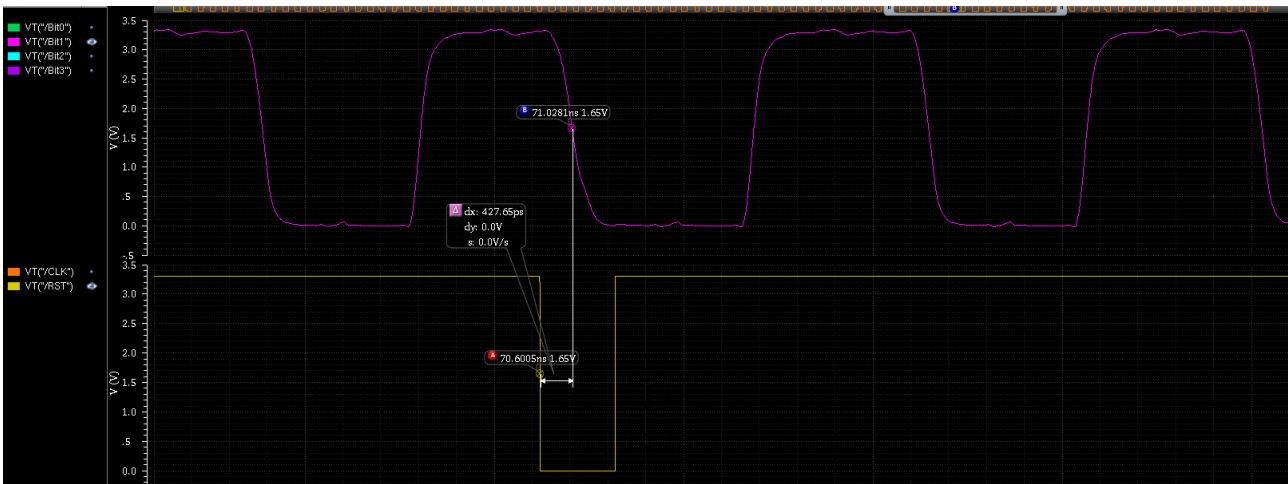 B
VT("/Bit0")
VT("/Bit1")
VT("/Bit2")
VT("/Bit3")
3.5
3.0
2.5
2.0
1.5
1.0
.5
0.0
-.5
V (V)
B 71.0281ns 1.65V
dx: 427.65ps
dy: 0.0V
s: 0.0V/s
VT("/CLK")
VT("/RST")
3.5
3.0
2.5
2.0
1.5
1.0
.5
0.0
V (V)
A 70.6005ns 1.65V